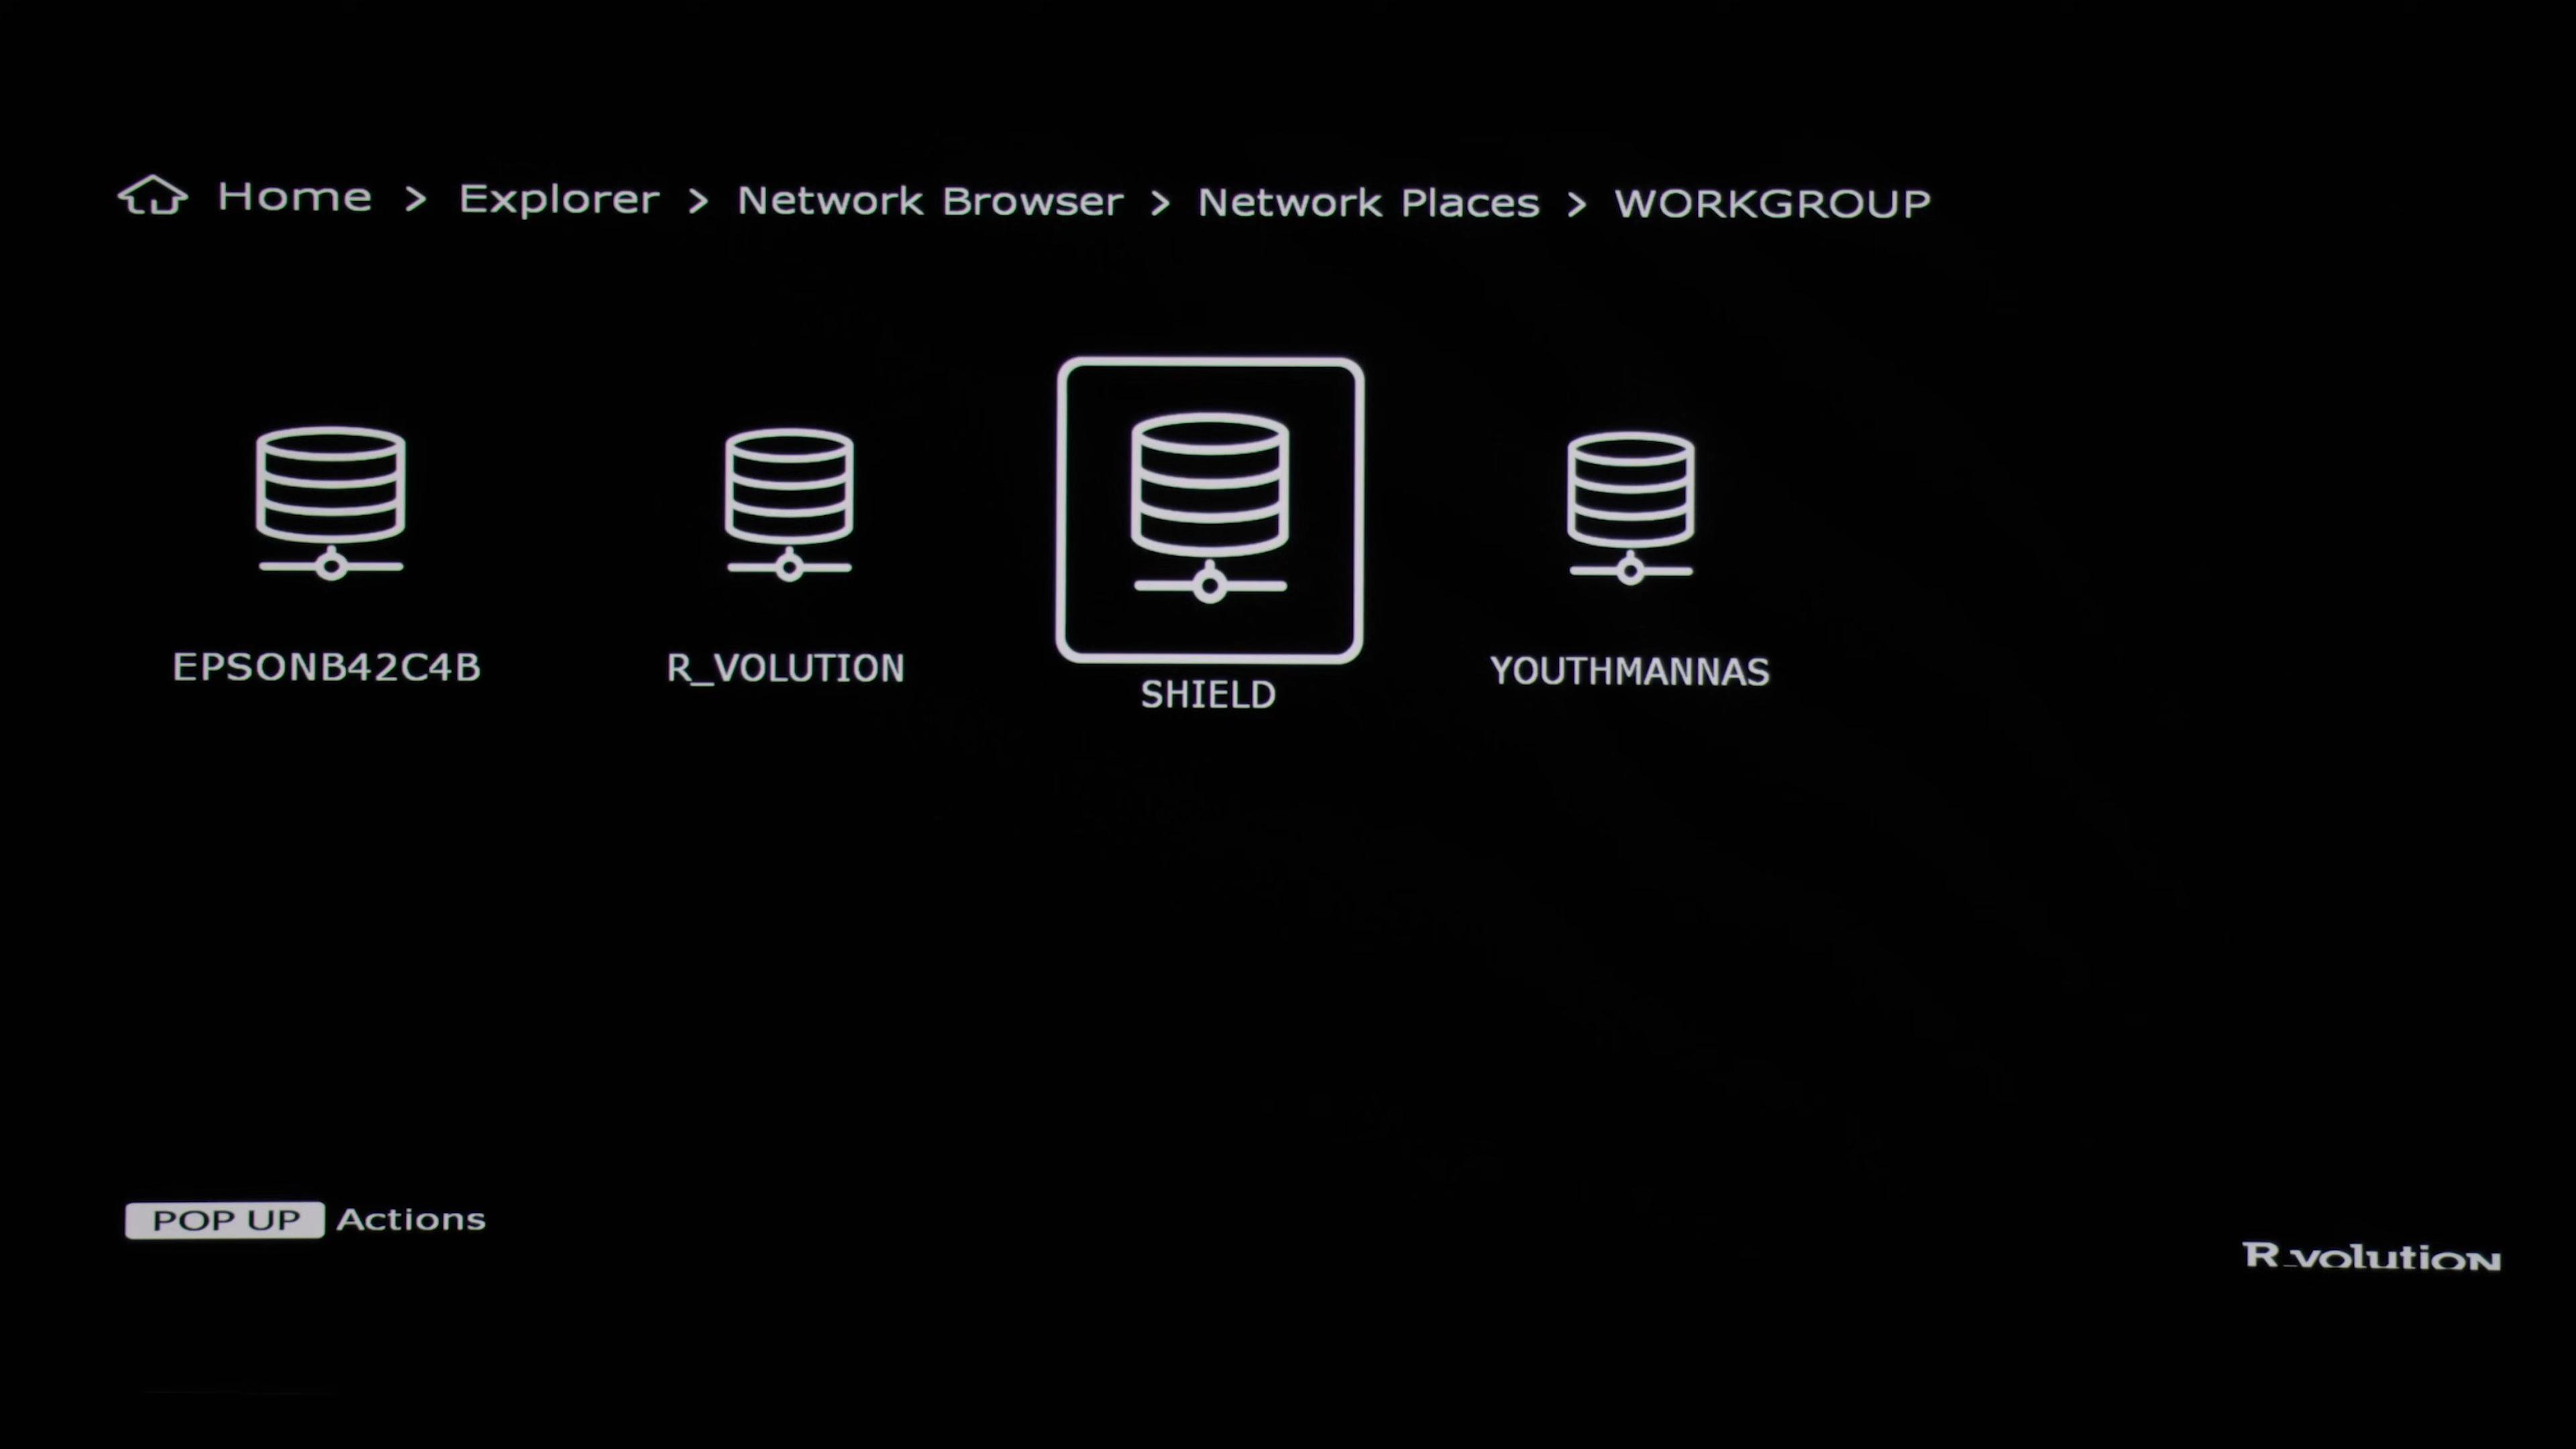 Home > Explorer > Network Browser > Network Places > WORKGROUP
EPSONB42C4B
R_VOLUTION
SHIELD
YOUTHMANNAS
POP UP Actions
R_volution